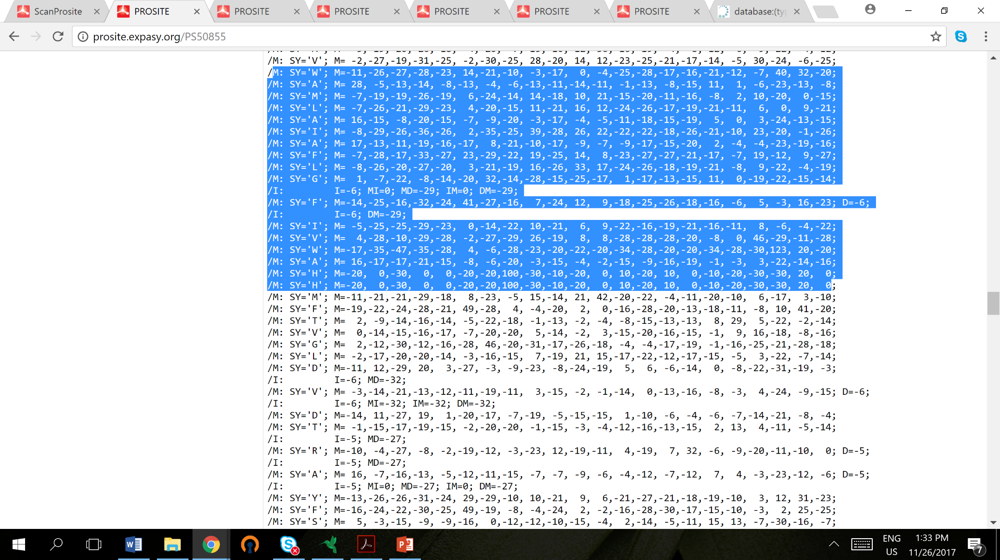 ScanProsite
PROSITE
PROSITE
PROSITE
PROSITE
PROSITE
PROSITE
database:(typ
prosite.expasy.org/PS50855
/M: SY='V'; M= -2,-27,-19,-31,-25, -2,-30,-25, 28,-20, 14, 12,-23,-25,-21,-17,-14, -5, 30,-24, -6,-25;
/M: SY='W'; M=-11,-26,-27,-28,-23, 14,-21,-10, -3,-17,  0, -4,-25,-28,-17,-16,-21,-12, -7, 40, 32,-20;
/M: SY='A'; M= 28, -5,-13,-14, -8,-13, -4, -6,-13,-11,-14,-11, -1,-13, -8,-15, 11,  1, -6,-23,-13, -8;
/M: SY='M'; M= -7,-19,-19,-26,-19,  6,-24,-14, 14,-18, 10, 21,-15,-20,-11,-16, -8,  2, 10,-20,  0,-15;
/M: SY='L'; M= -7,-26,-21,-29,-23,  4,-20,-15, 11,-21, 16, 12,-24,-26,-17,-19,-21,-11,  6,  0,  9,-21;
/M: SY='A'; M= 16,-15, -8,-20,-15, -7, -9,-20, -3,-17, -4, -5,-11,-18,-15,-19,  5,  0,  3,-24,-13,-15;
/M: SY='I'; M= -8,-29,-26,-36,-26,  2,-35,-25, 39,-28, 26, 22,-22,-22,-18,-26,-21,-10, 23,-20, -1,-26;
/M: SY='A'; M= 17,-13,-11,-19,-16,-17,  8,-21,-10,-17, -9, -7, -9,-17,-15,-20,  2, -4, -4,-23,-19,-16;
/M: SY='F'; M= -7,-28,-17,-33,-27, 23,-29,-22, 19,-25, 14,  8,-23,-27,-27,-21,-17, -7, 19,-12,  9,-27;
/M: SY='L'; M= -8,-26,-20,-27,-20,  3,-21,-19, 16,-26, 33, 17,-24,-26,-18,-19,-21, -8,  9,-22, -4,-19;
/M: SY='G'; M=  1, -7,-22, -8,-14,-20, 32,-14,-28,-15,-25,-17,  1,-17,-13,-15, 11,  0,-19,-22,-15,-14;
/I:         I=-6; MI=0; MD=-29; IM=0; DM=-29;
/M: SY='F'; M=-14,-25,-16,-32,-24, 41,-27,-16,  7,-24, 12,  9,-18,-25,-26,-18,-16, -6,  5, -3, 16,-23; D=-6;
/I:         I=-6; DM=-29;
/M: SY='I'; M= -5,-25,-25,-29,-23,  0,-14,-22, 10,-21,  6,  9,-22,-16,-19,-21,-16,-11,  8, -6, -4,-22;
/M: SY='V'; M=  4,-28,-10,-29,-28, -2,-27,-29, 26,-19,  8,  8,-28,-28,-28,-20, -8,  0, 46,-29,-11,-28;
/M: SY='W'; M=-17,-35,-47,-35,-28,  4, -6,-28,-23,-20,-22,-20,-34,-28,-20,-20,-34,-28,-30,123, 20,-20;
/M: SY='A'; M= 16,-17,-17,-21,-15, -8, -6,-20, -3,-15, -4, -2,-15, -9,-16,-19, -1, -3,  3,-22,-14,-16;
/M: SY='H'; M=-20,  0,-30,  0,  0,-20,-20,100,-30,-10,-20,  0, 10,-20, 10,  0,-10,-20,-30,-30, 20,  0;
/M: SY='H'; M=-20,  0,-30,  0,  0,-20,-20,100,-30,-10,-20,  0, 10,-20, 10,  0,-10,-20,-30,-30, 20,  0;
/M: SY='M'; M=-11,-21,-21,-29,-18,  8,-23, -5, 15,-14, 21, 42,-20,-22, -4,-11,-20,-10,  6,-17,  3,-10;
/M: SY='F'; M=-19,-22,-24,-28,-21, 49,-28,  4, -4,-20,  2,  0,-16,-28,-20,-13,-18,-11, -8, 10, 41,-20;
/M: SY='T'; M=  2, -9,-14,-16,-14, -5,-22,-18, -1,-13, -2, -4, -8,-15,-13,-13,  8, 29,  5,-22, -2,-14;
/M: SY='V'; M=  0,-14,-15,-16,-17, -7,-20,-20,  5,-14, -2,  3,-15,-20,-16,-15, -1,  9, 16,-18, -8,-16;
/M: SY='G'; M=  2,-12,-30,-12,-16,-28, 46,-20,-31,-17,-26,-18, -4, -4,-17,-19, -1,-16,-25,-21,-28,-18;
/M: SY='L'; M= -2,-17,-20,-20,-14, -3,-16,-15,  7,-19, 21, 15,-17,-22,-12,-17,-15, -5,  3,-22, -7,-14;
/M: SY='D'; M=-11, 12,-29, 20,  3,-27, -3, -9,-23, -8,-24,-19,  5,  6, -6,-14,  0, -8,-22,-31,-19, -3;
/I:         I=-6; MD=-32;
/M: SY='V'; M= -3,-14,-21,-13,-12,-11,-19,-11,  3,-15, -2, -1,-14,  0,-13,-16, -8, -3,  4,-24, -9,-15; D=-6;
/I:         I=-6; MI=-32; IM=-32; DM=-32;
/M: SY='D'; M=-14, 11,-27, 19,  1,-20,-17, -7,-19, -5,-15,-15,  1,-10, -6, -4, -6, -7,-14,-21, -8, -4;
/M: SY='T'; M= -1,-15,-17,-19,-15, -2,-20,-20, -1,-15, -3, -4,-12,-16,-13,-15,  2, 13,  4,-11, -5,-14;
/I:         I=-5; MD=-27;
/M: SY='R'; M=-10, -4,-27, -8, -2,-19,-12, -3,-23, 12,-19,-11,  4,-19,  7, 32, -6, -9,-20,-11,-10,  0; D=-5;
/I:         I=-5; MD=-27;
/M: SY='A'; M= 16, -7,-16,-13, -5,-12,-11,-15, -7, -7, -9, -6, -4,-12, -7,-12,  7,  4, -3,-23,-12, -6; D=-5;
/I:         I=-5; MI=0; MD=-27; IM=0; DM=-27;
/M: SY='Y'; M=-13,-26,-26,-31,-24, 29,-29,-10, 10,-21,  9,  6,-21,-27,-21,-18,-19,-10,  3, 12, 31,-23;
/M: SY='F'; M=-16,-24,-22,-30,-25, 49,-19, -8, -4,-24,  2, -2,-16,-28,-30,-17,-15,-10, -3,  2, 25,-25;
/M: SY='S'; M=  5, -3,-15, -9, -9,-16,  0,-12,-12,-10,-15, -4,  2,-14, -5,-11, 15, 13, -7,-30,-16, -7;
ENG
US
1:33 PM
11/26/2017
7